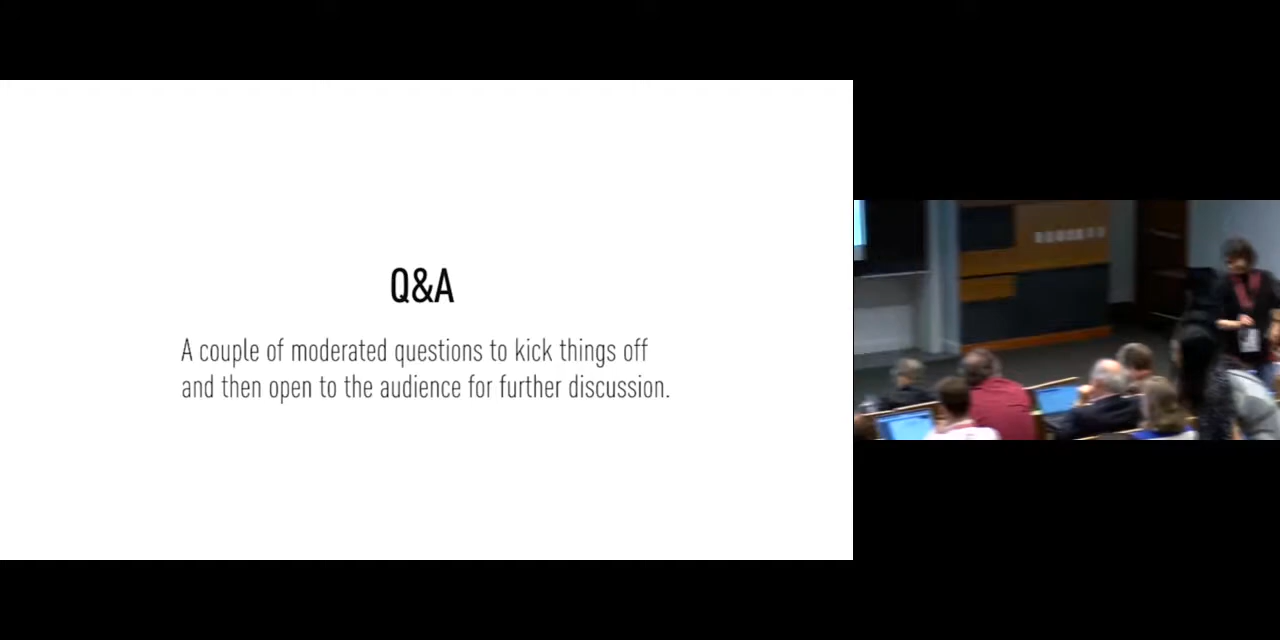 Q&A
A couple of moderated questions to kick things off
and then open to the audience for further discussion.